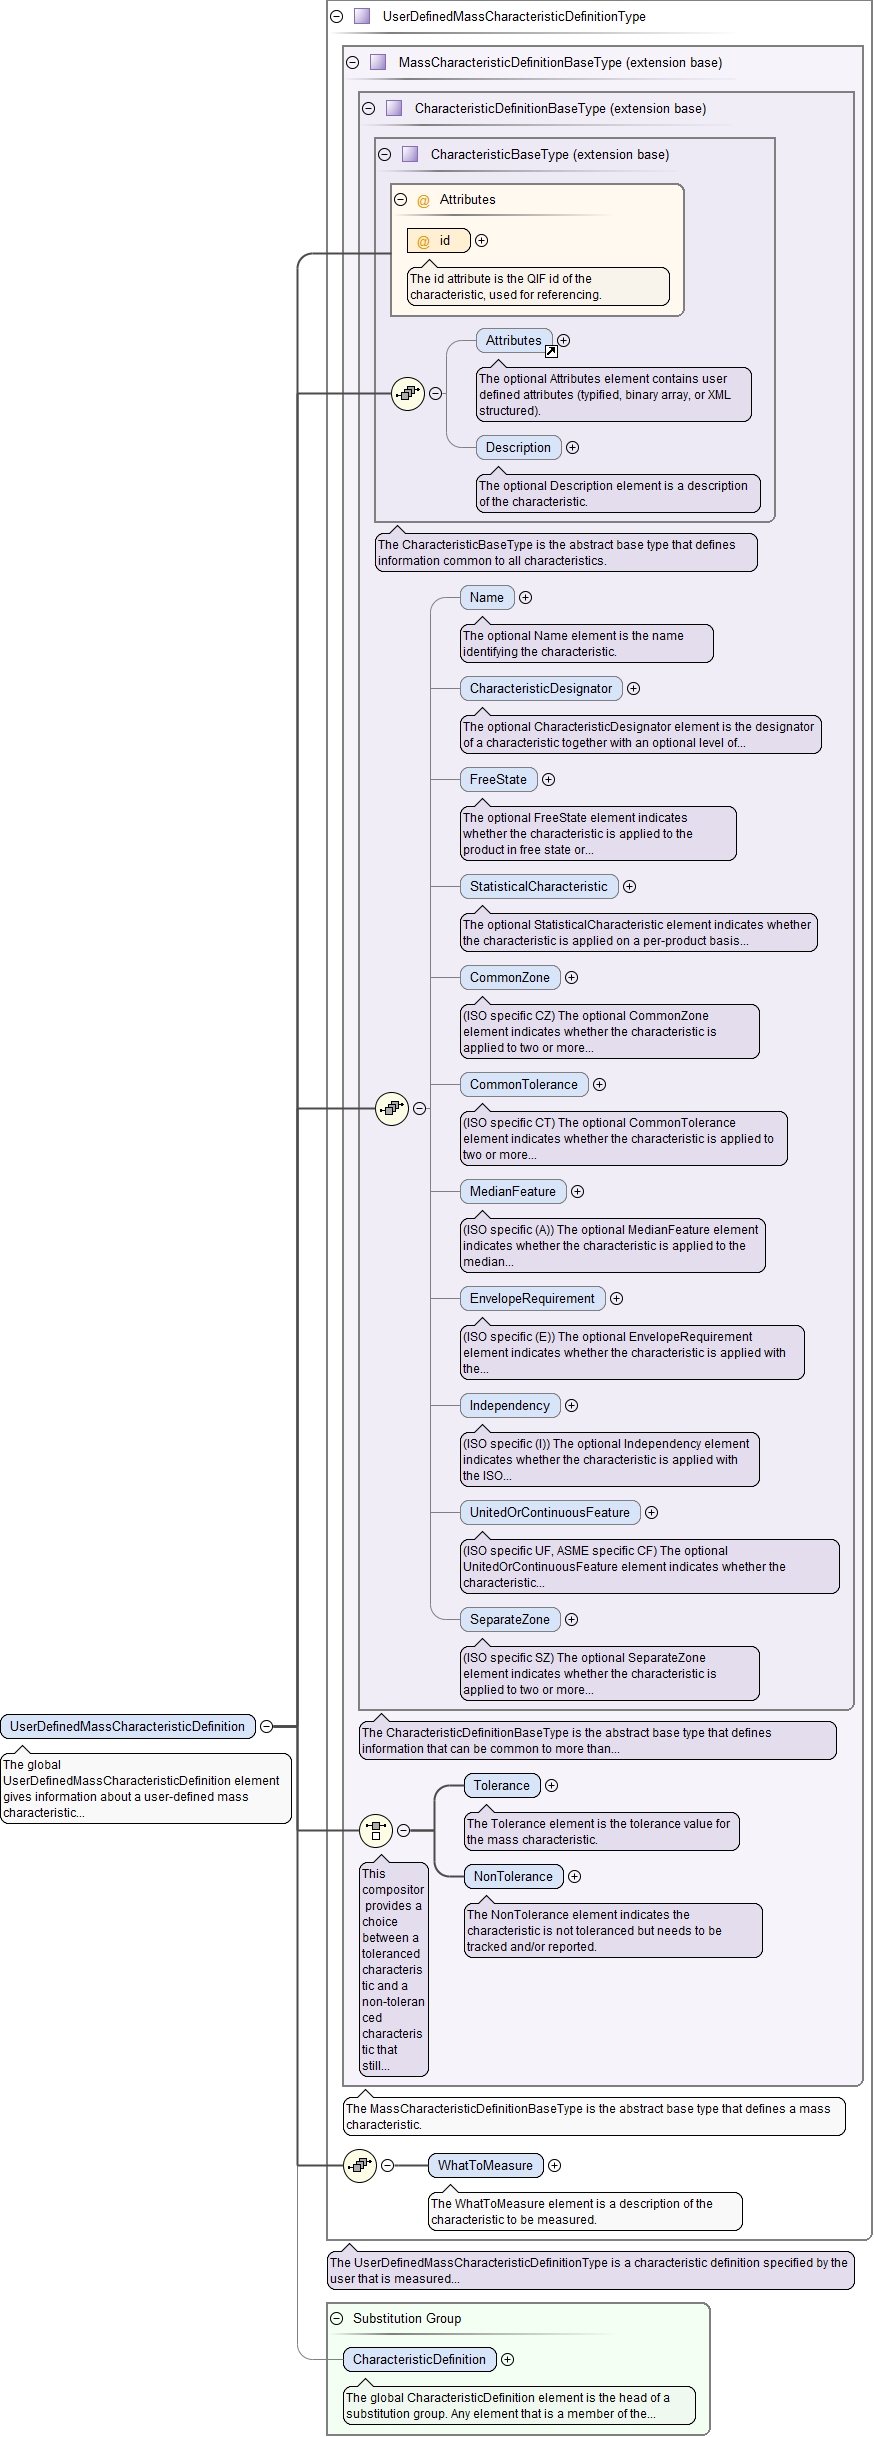 UserDefinedMassCharacteristicDefinitionType
MassCharacteristicDefinitionBaseType (extension base)
CharacteristicDefinitionBaseType (extension base)
CharacteristicBaseType (extension base)
@ Attributes
@ id
The id attribute is the QIF id of the
characteristic, used for referencing.
Attributes
The optional Attributes element contains user
defined attributes (typified, binary array, or XML
structured).
Description
The optional Description element is a description
of the characteristic.
The CharacteristicBaseType is the abstract base type that defines
information common to all characteristics.
Name
The optional Name element is the name
identifying the characteristic.
CharacteristicDesignator
The optional CharacteristicDesignator element is the designator
of a characteristic together with an optional level of...
FreeState
The optional FreeState element indicates
whether the characteristic is applied to the
product in free state or...
StatisticalCharacteristic
The optional StatisticalCharacteristic element indicates whether
the characteristic is applied on a per-product basis...
CommonZone
(ISO specific CZ) The optional CommonZone
element indicates whether the characteristic is
applied to two or more...
CommonTolerance
(ISO specific CT) The optional CommonTolerance
element indicates whether the characteristic is applied to
two or more...
MedianFeature
(ISO specific (A)) The optional MedianFeature element
indicates whether the characteristic is applied to the
median...
EnvelopeRequirement
(ISO specific (E)) The optional EnvelopeRequirement
element indicates whether the characteristic is applied with
the...
Independency
(ISO specific (I)) The optional Independency element
indicates whether the characteristic is applied with
the ISO...
UnitedOrContinuousFeature
(ISO specific UF, ASME specific CF) The optional
UnitedOrContinuousFeature element indicates whether the
characteristic...
SeparateZone
(ISO specific SZ) The optional SeparateZone
element indicates whether the characteristic is
applied to two or more...
The CharacteristicDefinitionBaseType is the abstract base type that defines
information that can be common to more than...
UserDefinedMassCharacteristicDefinition
The global
UserDefinedMassCharacteristicDefinition element
gives information about a user-defined mass
characteristic...
Tolerance
The Tolerance element is the tolerance value for
the mass characteristic.
NonTolerance
The NonTolerance element indicates the
characteristic is not toleranced but needs to be
tracked and/or reported.
This
compositor
provides a
choice
between a
toleranced
characteris
tic and a
non-toleran
ced
characteris
tic that
still...
The MassCharacteristicDefinitionBaseType is the abstract base type that defines a mass
characteristic.
WhatToMeasure
The WhatToMeasure element is a description of the
characteristic to be measured.
The UserDefinedMassCharacteristicDefinitionType is a characteristic definition specified by the
user that is measured...
Substitution Group
CharacteristicDefinition
The global CharacteristicDefinition element is the head of a
substitution group. Any element that is a member of the...